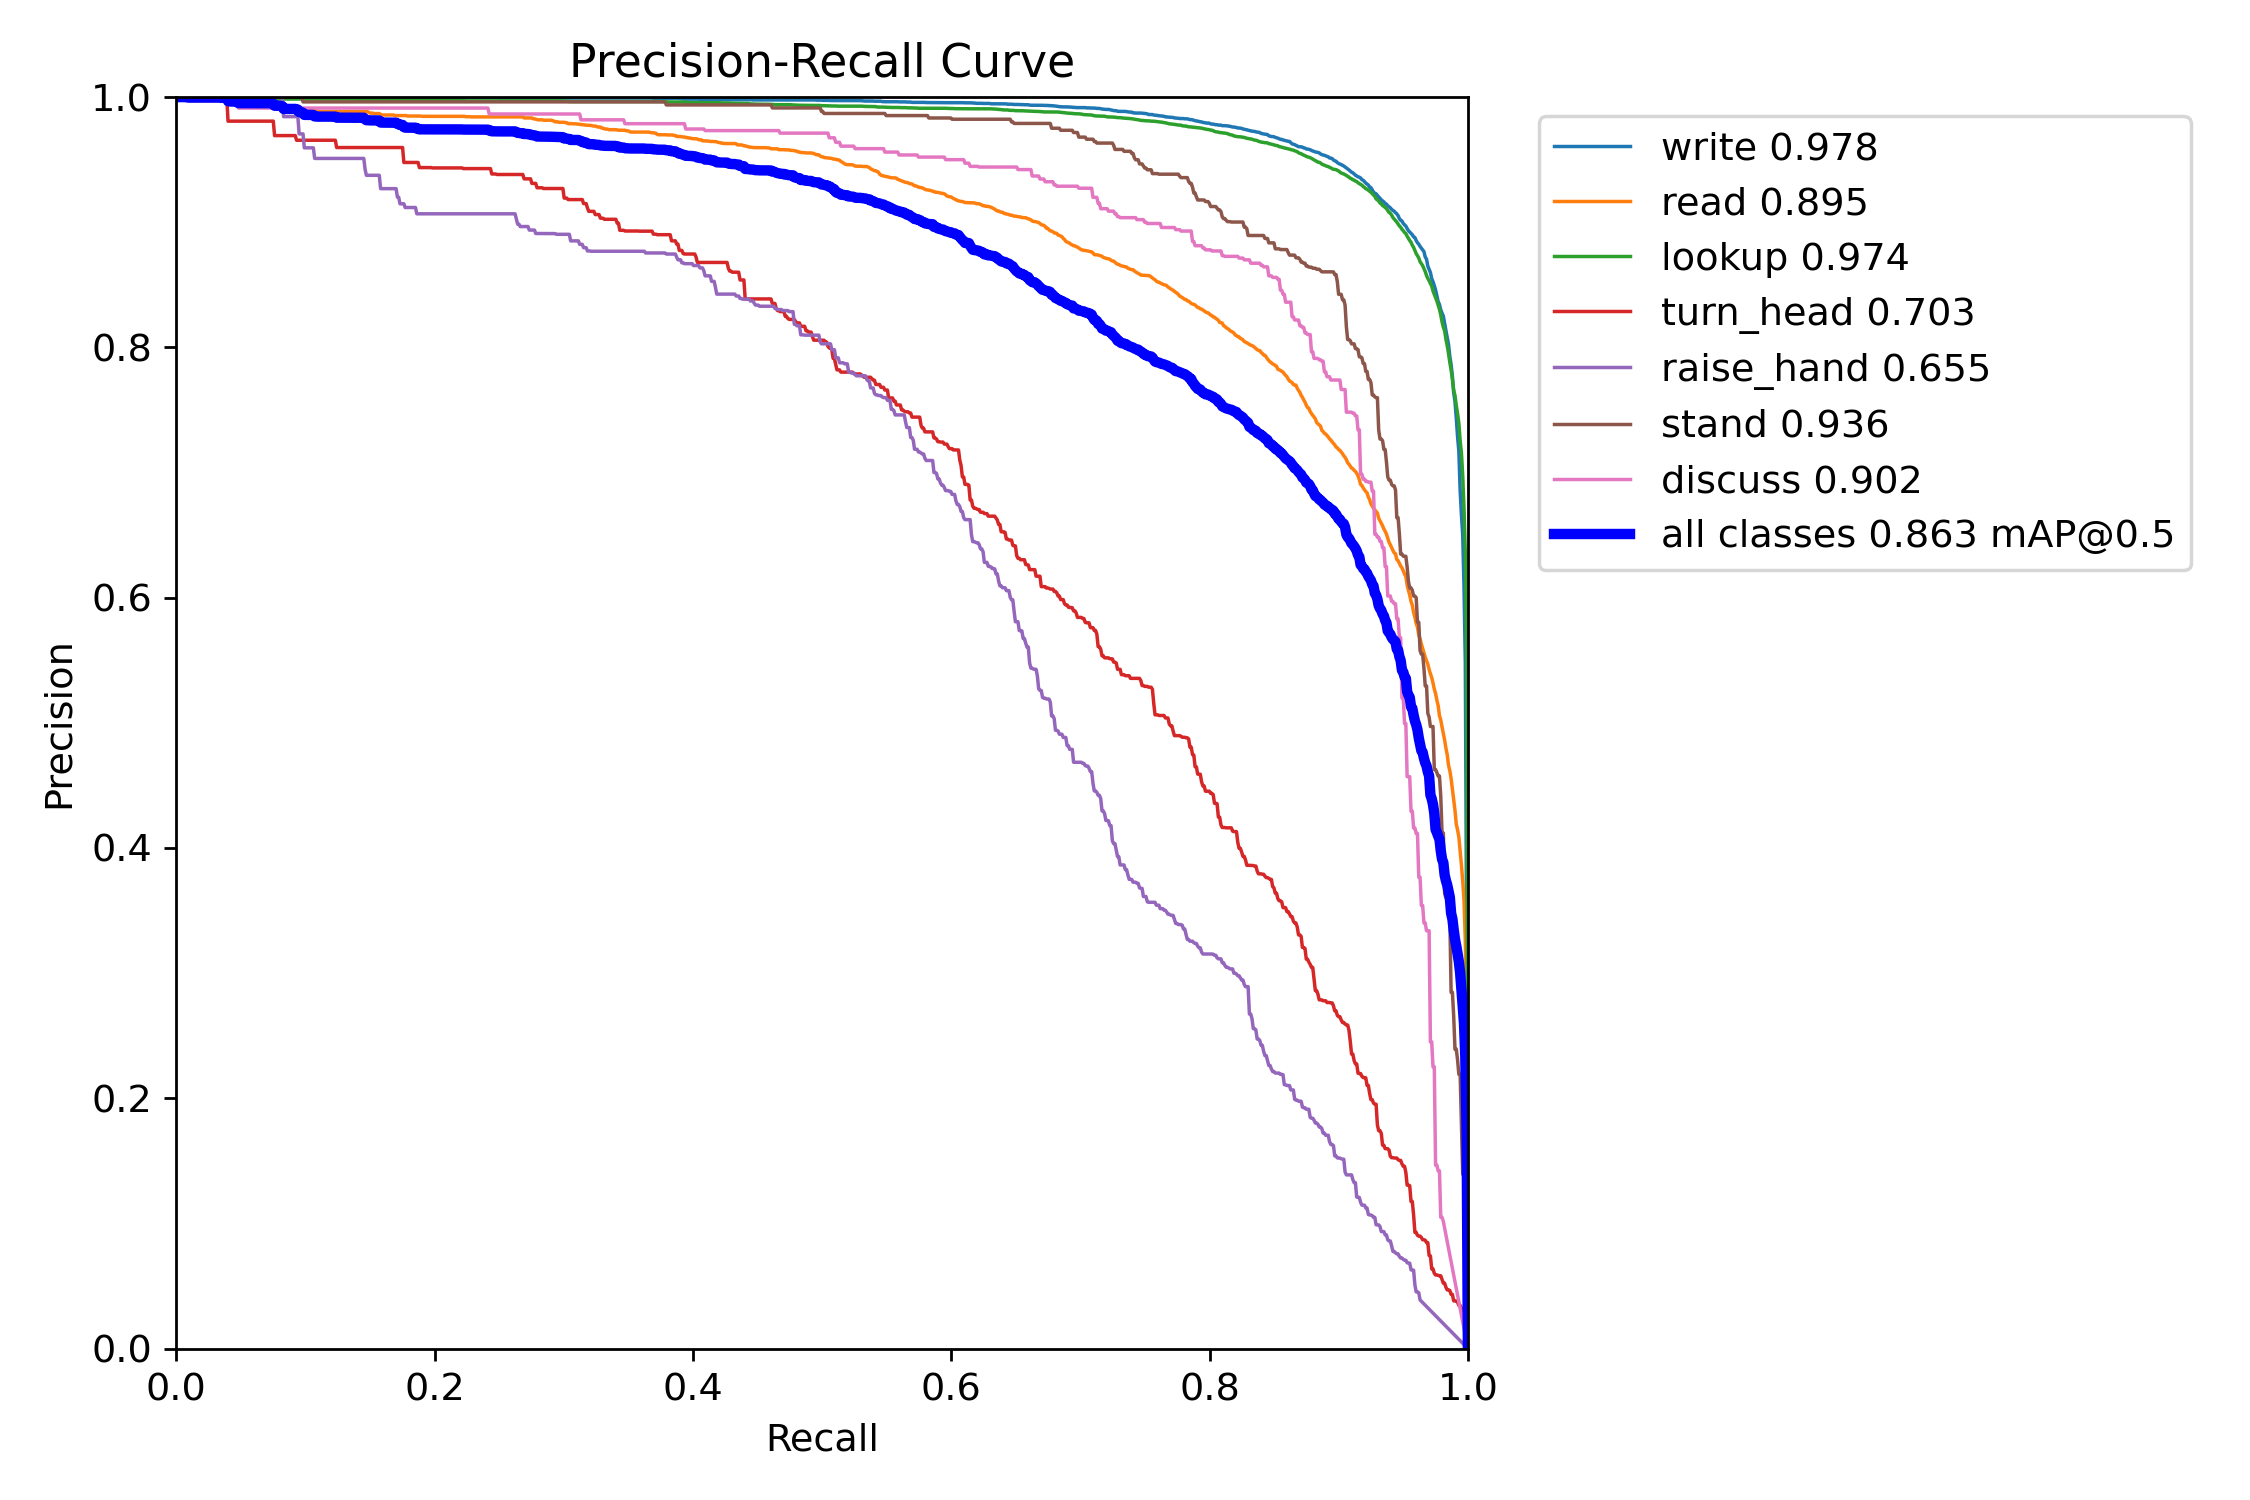 Precision-Recall Curve
1.0
0.8
0.6
0.4
0.2
0.0
Precision
0.0 0.2 0.4 0.6 0.8 1.0
Recall
write 0.978
read 0.895
lookup 0.974
turn_head 0.703
raise_hand 0.655
stand 0.936
discuss 0.902
all classes 0.863 mAP@0.5